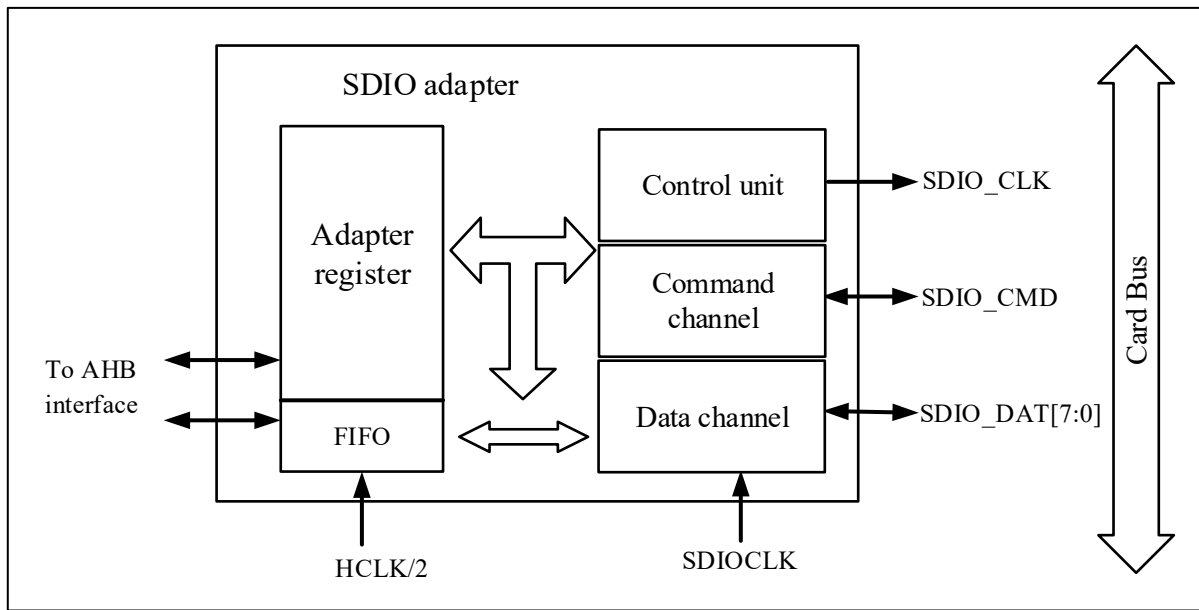 SDIO adapter
Adapter
register
FIFO
Control unit
Command
channel
Data channel
SDIO_CLK
SDIO_CMD
SDIO_DAT[7:0]
To AHB
interface
HCLK/2
SDIOCLK
Card Bus